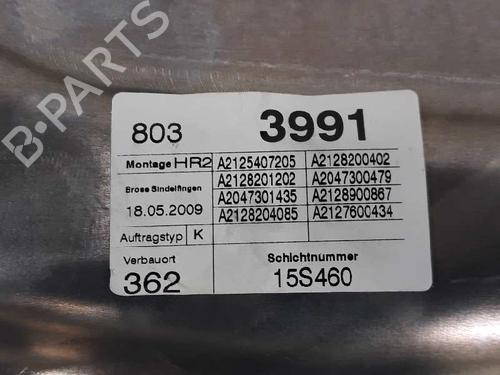 B-PARTS
803 3991
Montage HR2 A2125407205 A2128200402
A2128201202 A2047300479
Brose Sindelfingen
A2047301435 A2128900867
18.05.2009 A2128204085 A2127600434
Auftragstyp K
Verbauort Schichtnummer
362 15S460